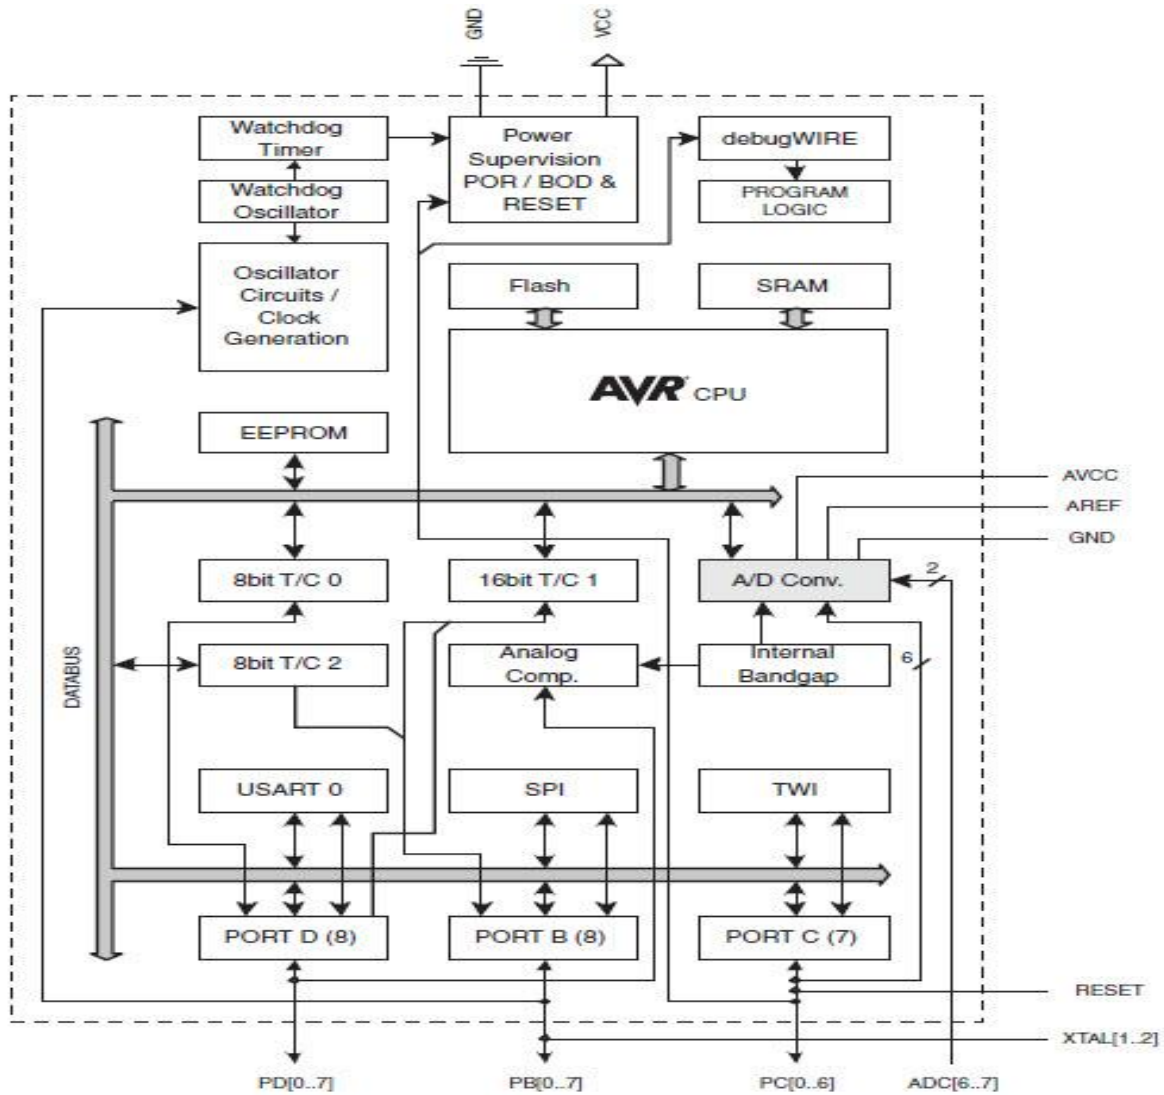 GND
VCC
Watchdog
Timer
Power
Supervision
POR / BOD &
RESET
debugWIRE
Watchdog
Oscillator
PROGRAM
LOGIC
Oscillator
Circuits /
Clock
Generation
Flash
SRAM
AVR CPU
EEPROM
AVCC
AREF
GND
8bit T/C 0
16bit T/C 1
A/D Conv.
2
DATABUS
8bit T/C 2
Analog
Comp.
Internal
Bandgap
6
USART 0
SPI
TWI
PORT D (8)
PORT B (8)
PORT C (7)
RESET
XTAL[1..2]
PD[0..7]
PB[0..7]
PC[0..6]
ADC[6..7]